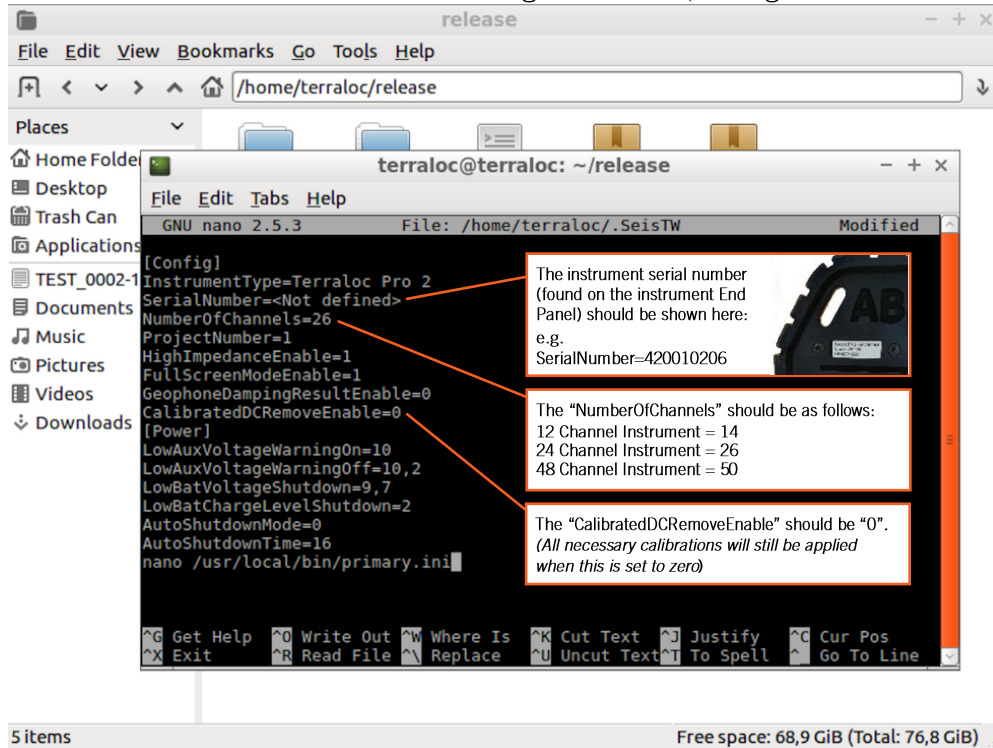 release
File Edit View Bookmarks Go Tools Help
/home/terraloc/release
Places
Home Folder
Desktop
Trash Can
Applications
TEST_0002-1
Documents
Music
Pictures
Videos
Downloads
terraloc@terraloc: ~/release
File Edit Tabs Help
GNU nano 2.5.3 File: /home/terraloc/.SeisTW Modified
[Config]
InstrumentType=Terraloc Pro 2
SerialNumber=<Not defined>
NumberOfChannels=26
ProjectNumber=1
HighImpedanceEnable=1
FullScreenModeEnable=1
GeophoneDampingResultEnable=0
CalibratedDCRemoveEnable=0
[Power]
LowAuxVoltageWarningOn=10
LowAuxVoltageWarningOff=10,2
LowBatVoltageShutdown=9,7
LowBatChargeLevelShutdown=2
AutoShutdownMode=0
AutoShutdownTime=16
nano /usr/local/bin/primary.ini
The instrument serial number
(found on the instrument End
Panel) should be shown here:
e.g.
SerialNumber=420010206
AB
The “NumberOfChannels” should be as follows:
12 Channel Instrument = 14
24 Channel Instrument = 26
48 Channel Instrument = 50
The “CalibratedDCRemoveEnable” should be “0”.
(All necessary calibrations will still be applied
when this is set to zero)
^G Get Help ^O Write Out ^W Where Is ^K Cut Text ^J Justify ^C Cur Pos
^X Exit ^R Read File ^\ Replace ^U Uncut Text ^T To Spell ^_ Go To Line
5 items
Free space: 68,9 GiB (Total: 76,8 GiB)